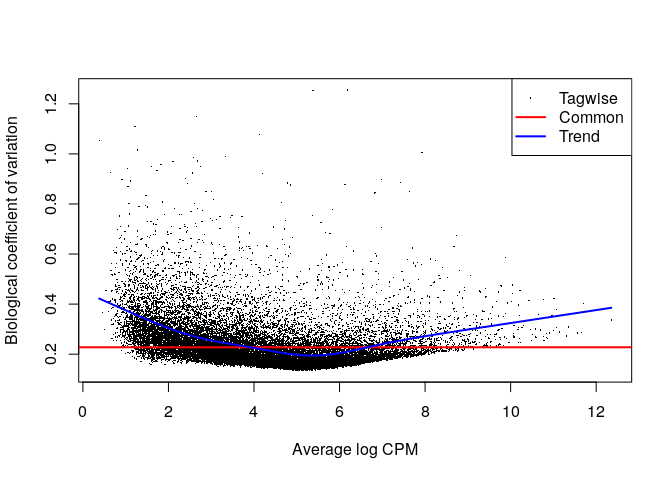 Tagwise
Common
Trend
Biological coefficient of variation
1.2
1.0
0.8
0.6
0.4
0.2
0 2 4 6 8 10 12
Average log CPM